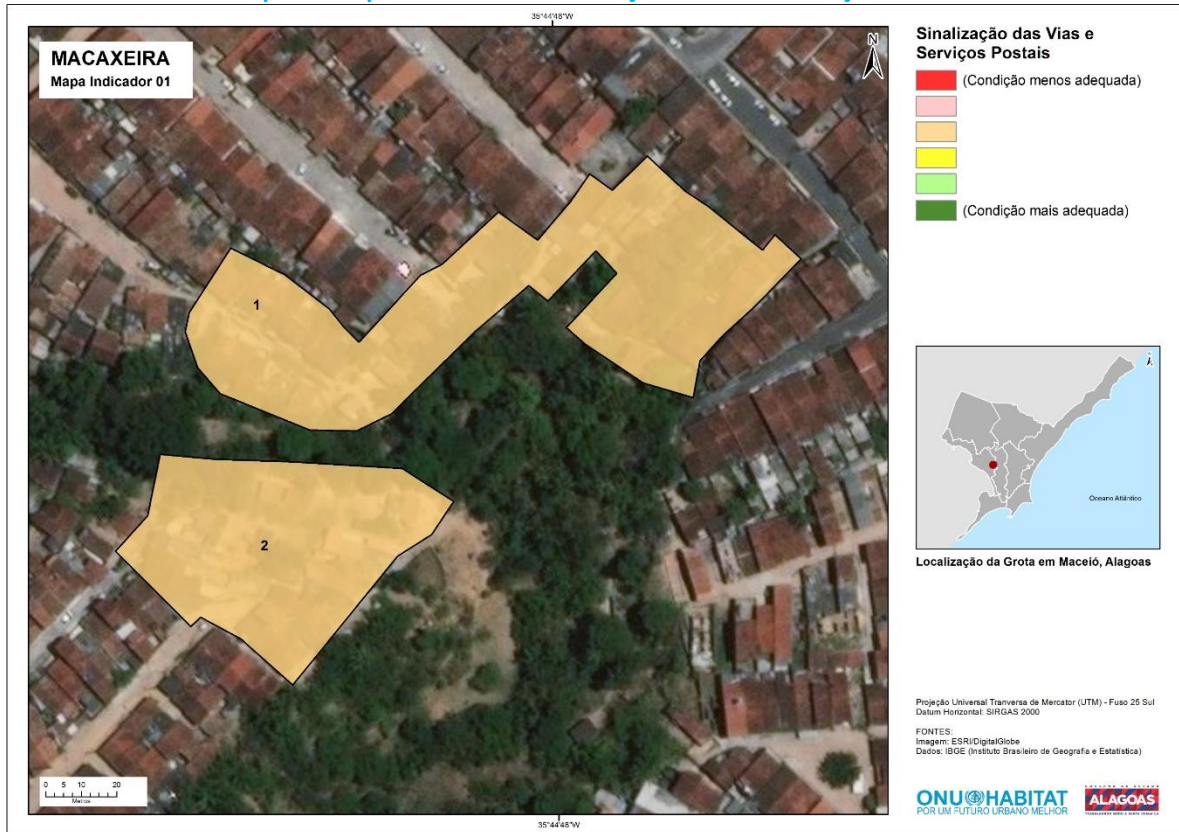 35°44'48"W
MACAXEIRA
Mapa Indicador 01
N
1
2
0 5 10 20
Metros
35°44'48"W
Sinalização das Vias e
Serviços Postais
(Condição menos adequada)
(Condição mais adequada)
Oceano Atlântico
Localização da Grota em Maceió, Alagoas
Projeção Universal Tranversa de Mercator (UTM) - Fuso 25 Sul
Datum Horizontal: SIRGAS 2000
FONTES:
Imagem: ESRI/DigitalGlobe
Dados: IBGE (Instituto Brasileiro de Geografia e Estatística)
ONU HABITAT
POR UM FUTURO URBANO MELHOR
ALAGOAS